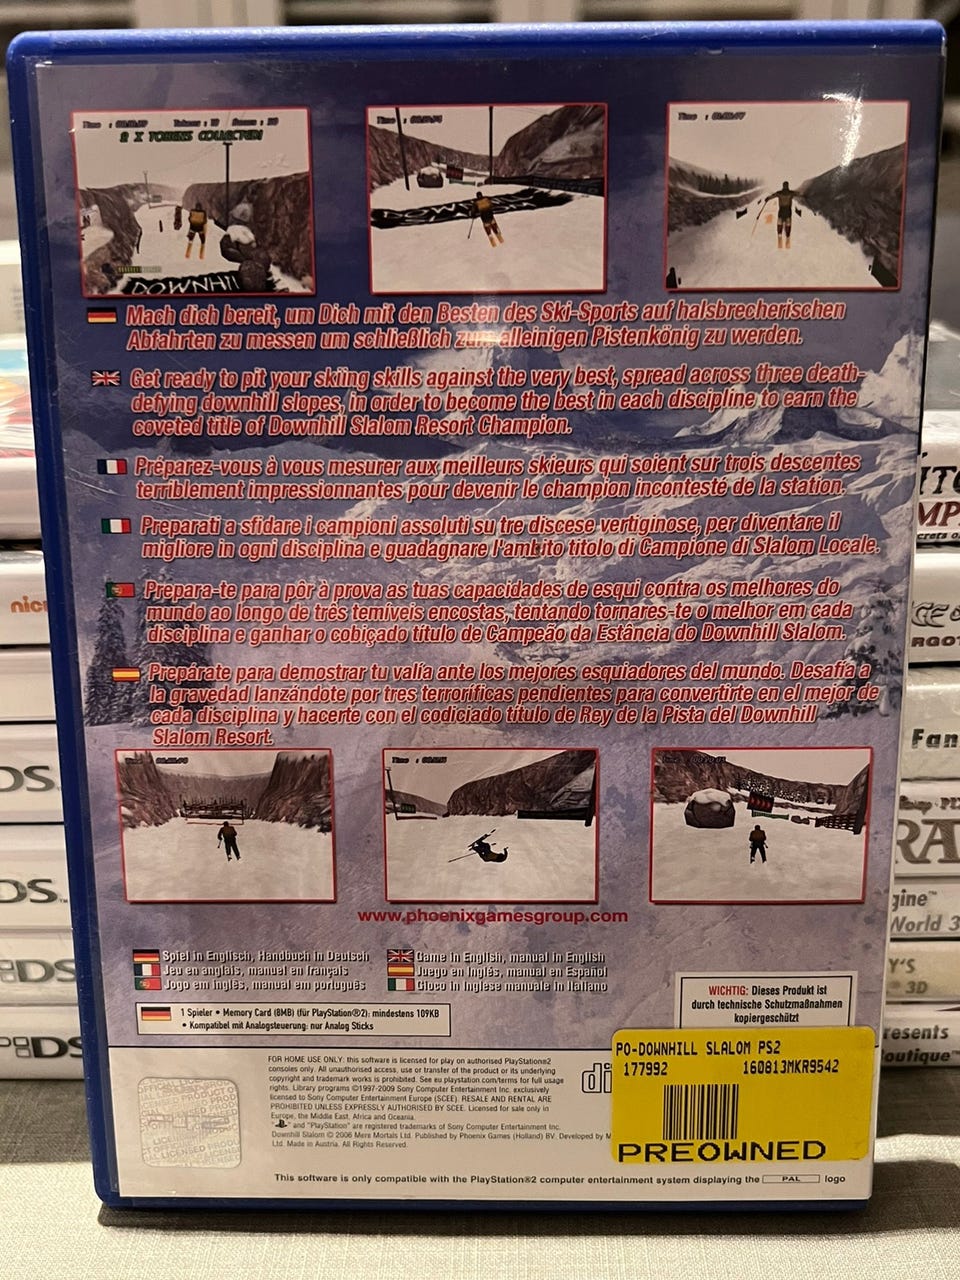 2 X TOKENS COLLECTED!
DOWNHIL
Mach dich bereit, um Dich mit den Besten des Ski-Sports auf halsbrecherischen
Abfahrten zu messen um schließlich zum alleinigen Pistenkönig zu werden.
Get ready to pit your skiing skills against the very best, spread across three death-
defying downhill slopes, in order to become the best in each discipline to earn the
coveted title of Downhill Slalom Resort Champion.
Préparez-vous à vous mesurer aux meilleurs skieurs qui soient sur trois descentes
terriblement impressionnantes pour devenir le champion incontesté de la station.
Preparati a sfidare i campioni assoluti su tre discese vertiginose, per diventare il
migliore in ogni disciplina e guadagnare l'ambito titolo di Campione di Slalom Locale.
Prepara-te para pôr à prova as tuas capacidades de esqui contra os melhores do
mundo ao longo de três temíveis encostas, tentando tornares-te o melhor em cada
disciplina e ganhar o cobiçado título de Campeão da Estância do Downhill Slalom.
Prepárate para demostrar tu valía ante los mejores esquiadores del mundo. Desafía a
la gravedad lanzándote por tres terroríficas pendientes para convertirte en el mejor de
cada disciplina y hacerte con el codiciado título de Rey de la Pista del Downhill
Slalom Resort.
www.phoenixgamesgroup.com
Spiel in Englisch, Handbuch in Deutsch
Game in English, manual in English
Jeu en anglais, manuel en français
Juego en Inglés, manual en Español
Jogo em inglês, manual em português
Gioco in Inglese manuale in Italiano
1 Spieler • Memory Card (8MB) (für PlayStation®2): mindestens 109KB
• Kompatibel mit Analogsteuerung: nur Analog Sticks
WICHTIG: Dieses Produkt ist
durch technische Schutzmaßnahmen
kopiergeschützt
FOR HOME USE ONLY: this software is licensed for play on authorised PlayStation®2
consoles only. All unauthorised access, use or transfer of the product or its underlying
copyright and trademark works is prohibited. See eu.playstation.com/terms for full usage
rights. Library programs ©1997-2009 Sony Computer Entertainment Inc. exclusively
licensed to Sony Computer Entertainment Europe (SCEE). RESALE AND RENTAL ARE
PROHIBITED UNLESS EXPRESSLY AUTHORISED BY SCEE. Licensed for sale only in
Europe, the Middle East, Africa and Oceania.
" " and "PlayStation" are registered trademarks of Sony Computer Entertainment Inc.
Downhill Slalom © 2006 Mere Mortals Ltd. Published by Phoenix Games (Holland) BV. Developed by M
Ltd. Made in Austria. All Rights Reserved.
This software is only compatible with the PlayStation®2 computer entertainment system displaying the PAL logo
PO-DOWNHILL SLALOM PS2
177992 160813MKR9542
PREOWNED
nic
DS
DS
DS
DS
Fan
RA
gine™
World 3
Y'S
3D
resents
outique™